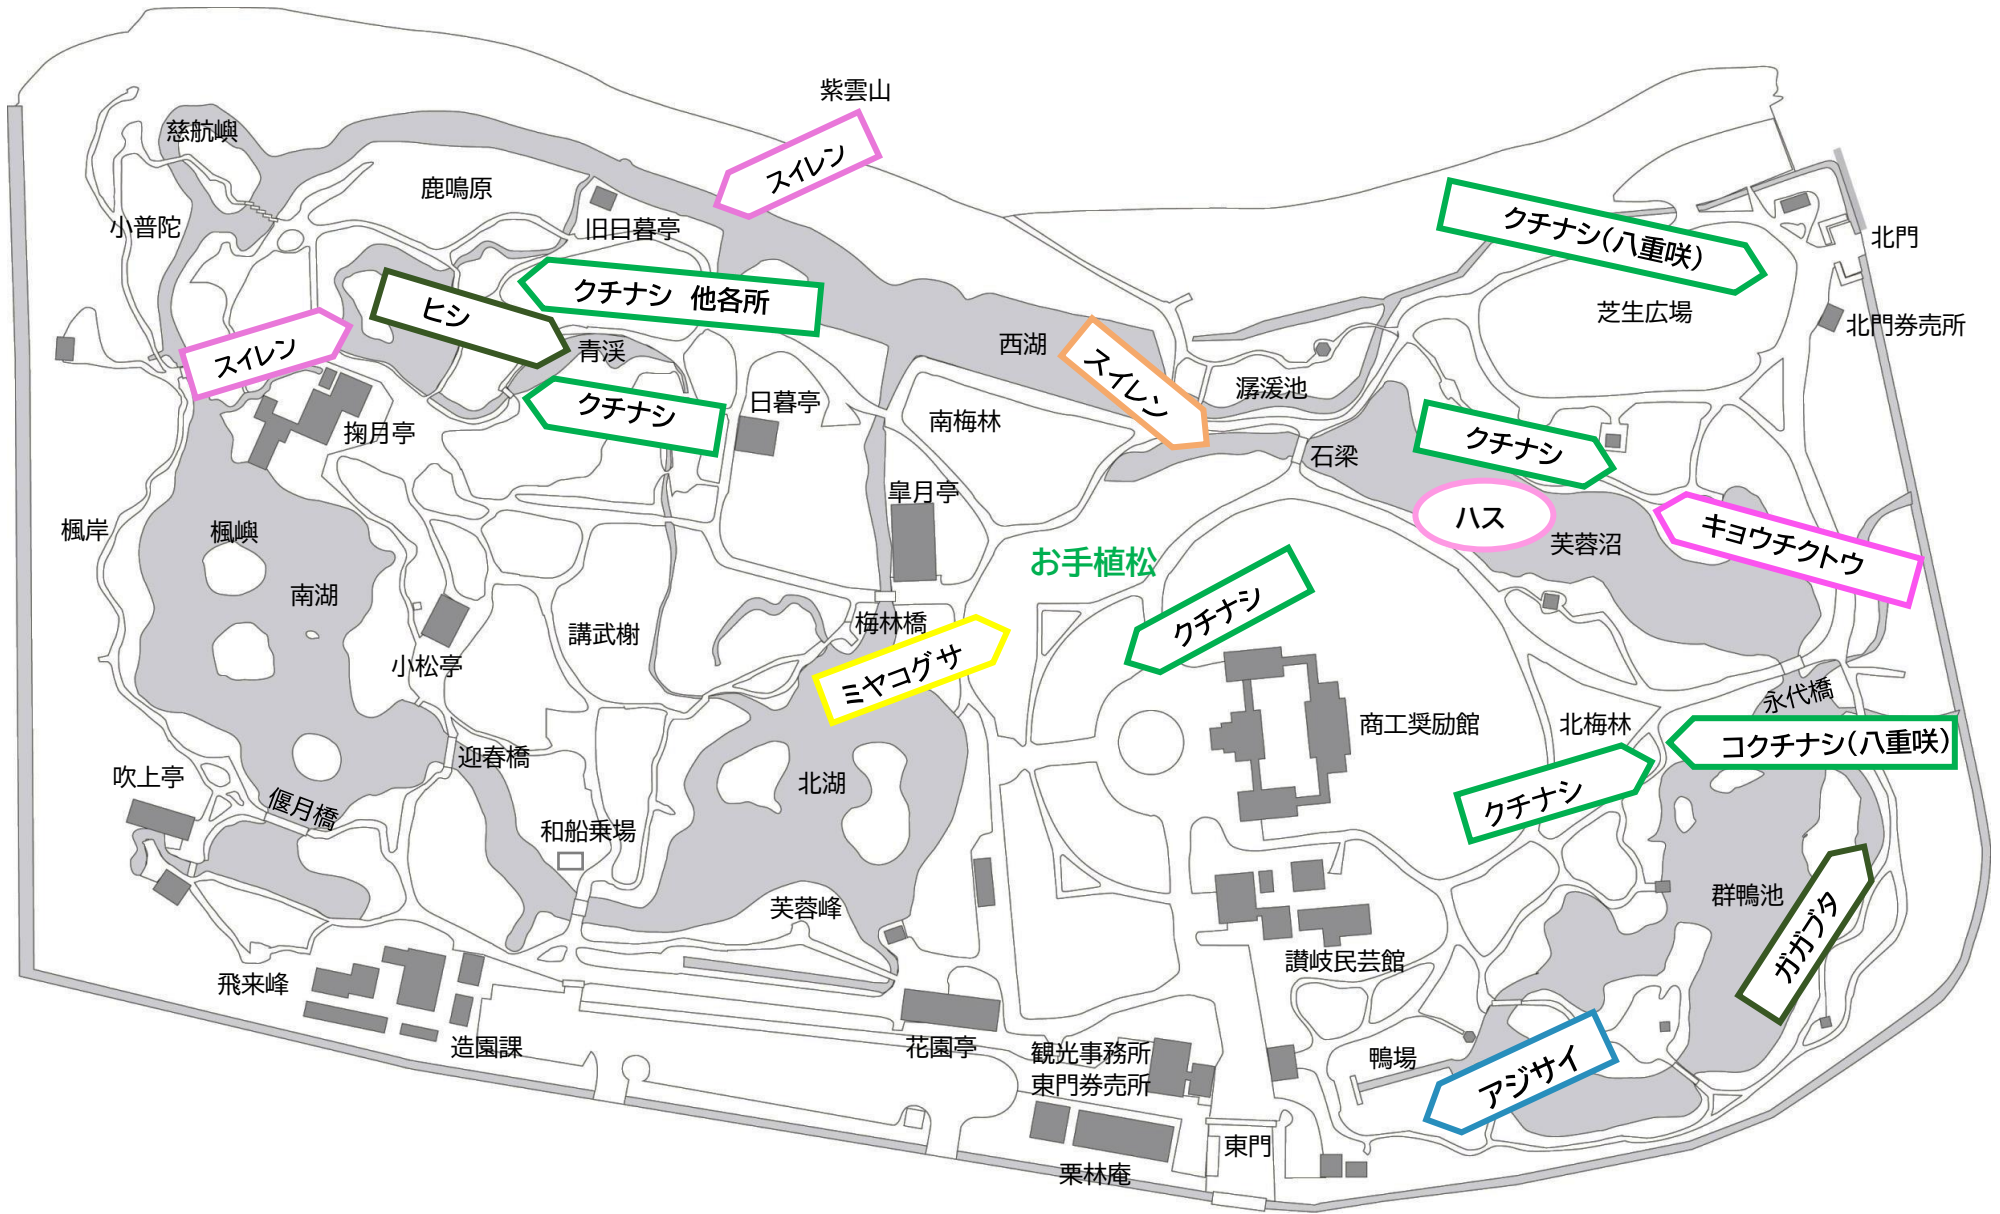 紫雲山
スイレン
慈航嶼
鹿鳴原
小普陀
旧日暮亭
クチナシ（八重咲）
北門
クチナシ 他各所
ヒシ
芝生広場
北門券売所
スイレン
青渓
西湖
スイレン
潺湲池
クチナシ
日暮亭
南梅林
掬月亭
石梁
クチナシ
皐月亭
ハス
キョウチクトウ
芙蓉沼
楓岸
楓嶼
お手植松
南湖
クチナシ
梅林橋
講武榭
小松亭
ミヤコグサ
永代橋
商工奨励館
北梅林
コクチナシ（八重咲）
迎春橋
吹上亭
北湖
クチナシ
偃月橋
和船乗場
群鴨池
ガガブタ
芙蓉峰
讃岐民芸館
飛来峰
造園課
花園亭
観光事務所
東門券売所
鴨場
アジサイ
東門
栗林庵